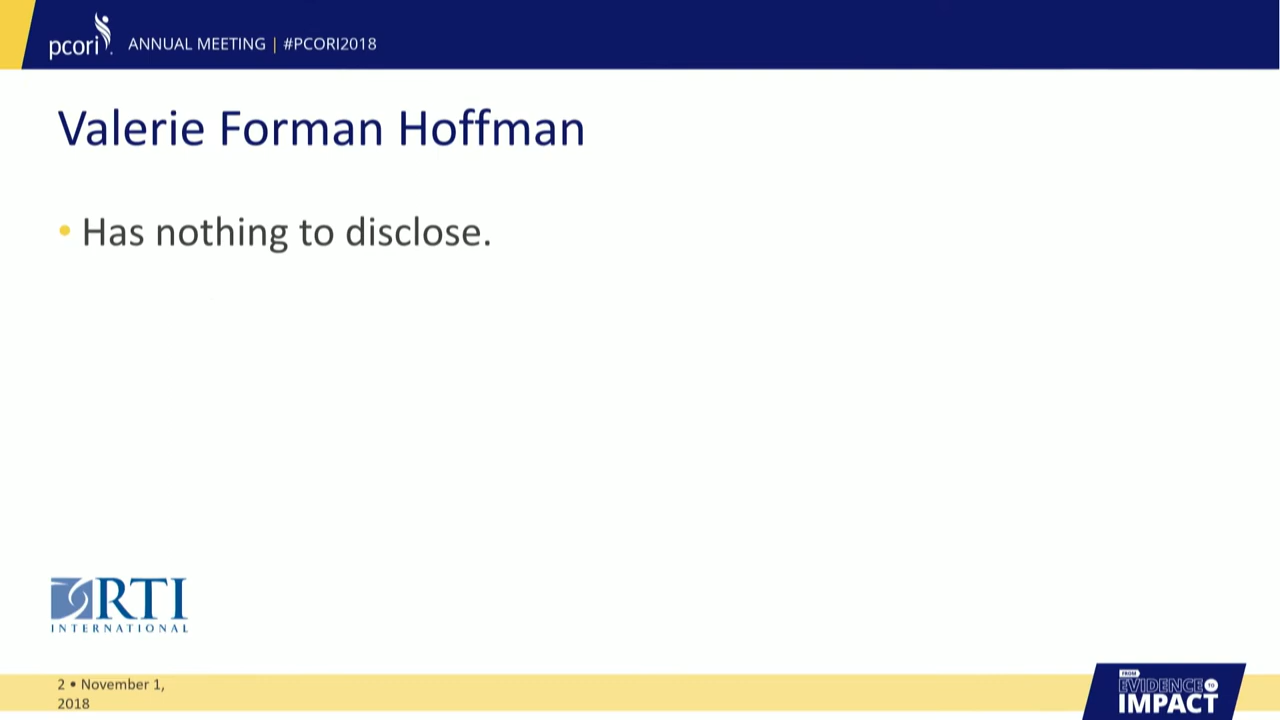 pcori ANNUAL MEETING | #PCORI2018
Valerie Forman Hoffman
• Has nothing to disclose.
RTI
INTERNATIONAL
2 • November 1,
2018
FROM
EVIDENCE TO
IMPACT